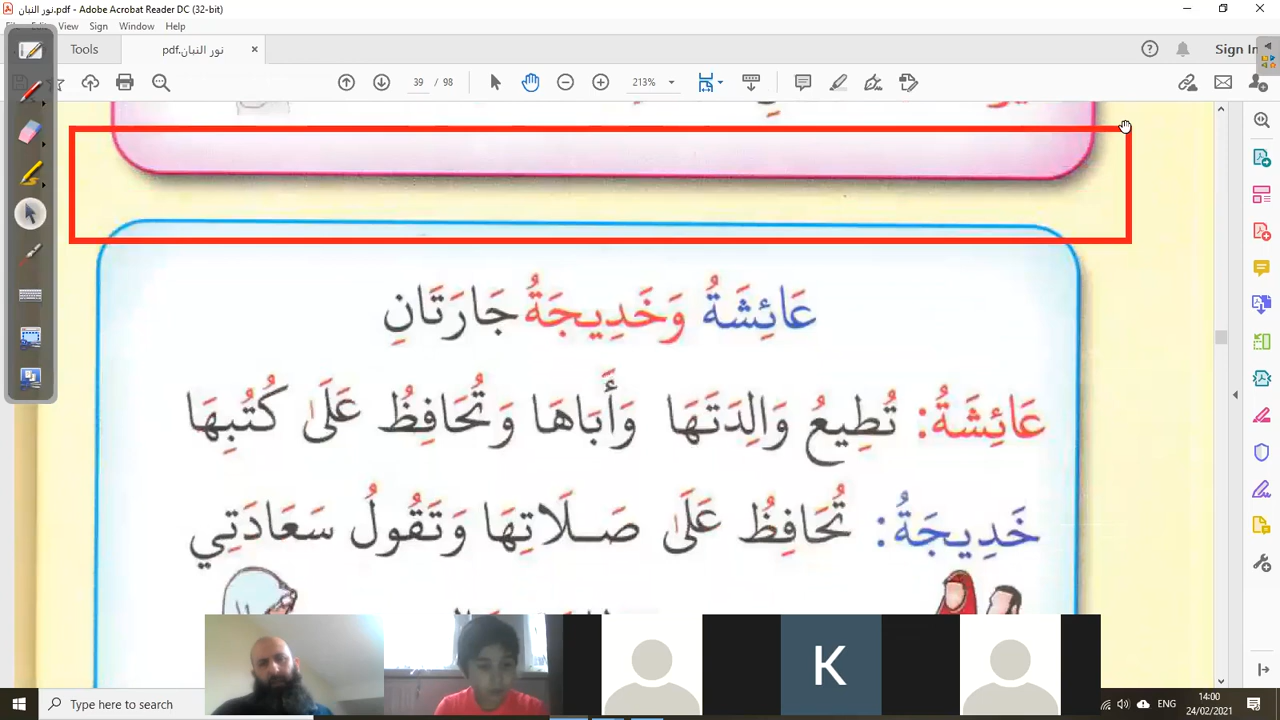 نور النبان.pdf - Adobe Acrobat Reader DC (32-bit)
View Sign Window Help
Tools نور النبان.pdf × Sign In
39 / 98 213%
عَائِشَةُ وَخَدِيجَةُ جَارَتَانِ
عَائِشَةُ: تُطِيعُ وَالِدَتَهَا وَأَبَاهَا وَتُحَافِظُ عَلَى كُتُبِهَا
خَدِيجَةُ: تُحَافِظُ عَلَى صَلَاتِهَا وَتَقُولُ سَعَادَتِي
K
Type here to search
ENG
14:00
24/02/2021